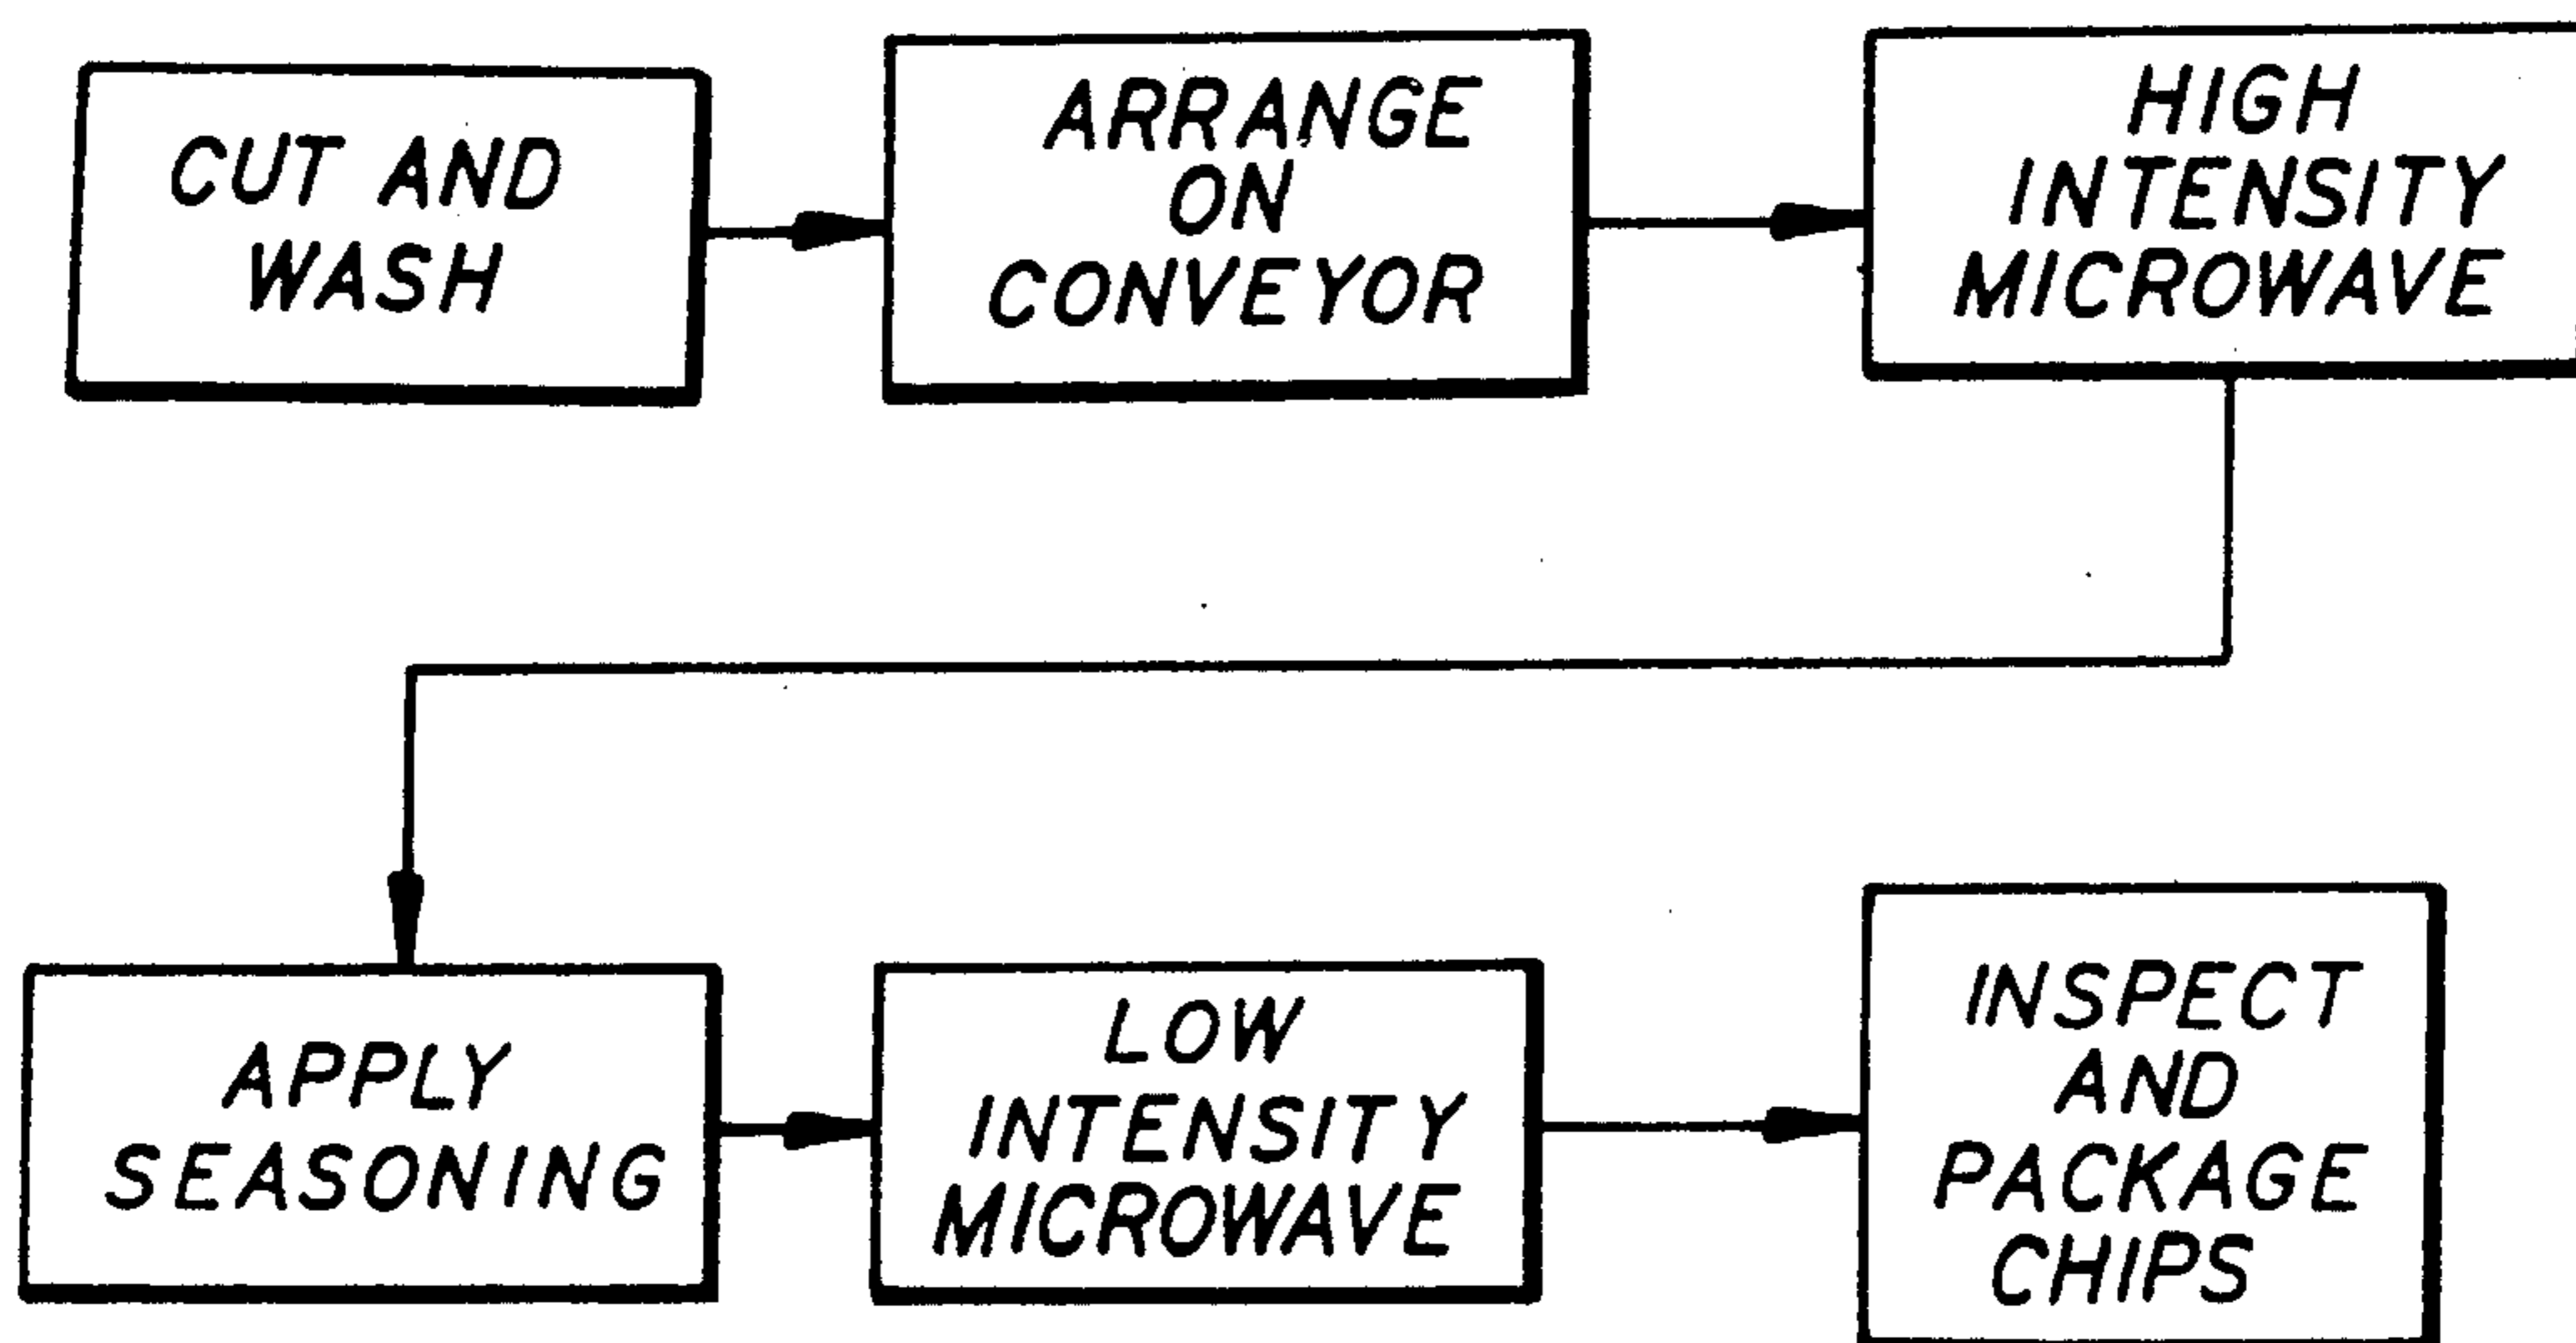 CUT AND
WASH
ARRANGE
ON
CONVEYOR
HIGH
INTENSITY
MICROWAVE
APPLY
SEASONING
LOW
INTENSITY
MICROWAVE
INSPECT
AND
PACKAGE
CHIPS